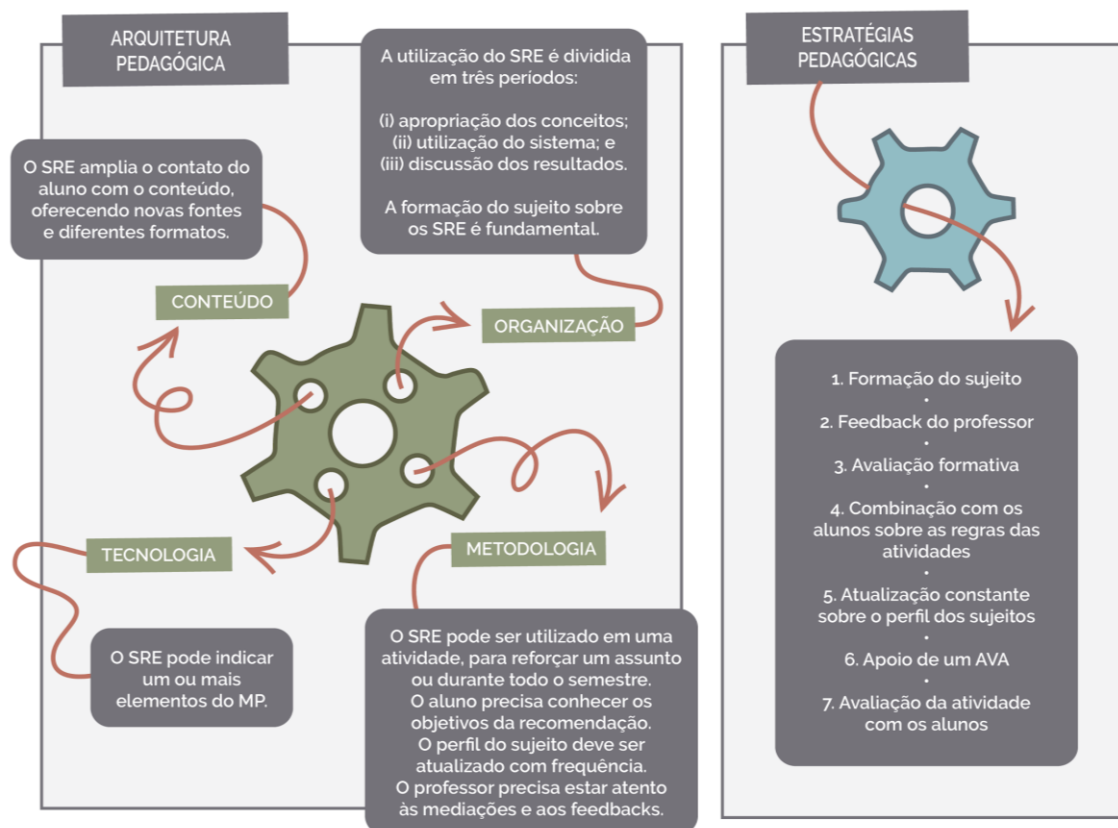 ARQUITETURA
PEDAGÓGICA
A utilização do SRE é dividida
em três períodos:
(i) apropriação dos conceitos;
(ii) utilização do sistema; e
(iii) discussão dos resultados.
A formação do sujeito sobre
os SRE é fundamental.
O SRE amplia o contato do
aluno com o conteúdo,
oferecendo novas fontes
e diferentes formatos.
CONTEÚDO
ORGANIZAÇÃO
TECNOLOGIA
METODOLOGIA
O SRE pode indicar
um ou mais
elementos do MP.
O SRE pode ser utilizado em uma
atividade, para reforçar um assunto
ou durante todo o semestre.
O aluno precisa conhecer os
objetivos da recomendação.
O perfil do sujeito deve ser
atualizado com frequência.
O professor precisa estar atento
às mediações e aos feedbacks.
ESTRATÉGIAS
PEDAGÓGICAS
1. Formação do sujeito
•
2. Feedback do professor
•
3. Avaliação formativa
•
4. Combinação com os
alunos sobre as regras das
atividades
•
5. Atualização constante
sobre o perfil dos sujeitos
•
6. Apoio de um AVA
•
7. Avaliação da atividade
com os alunos